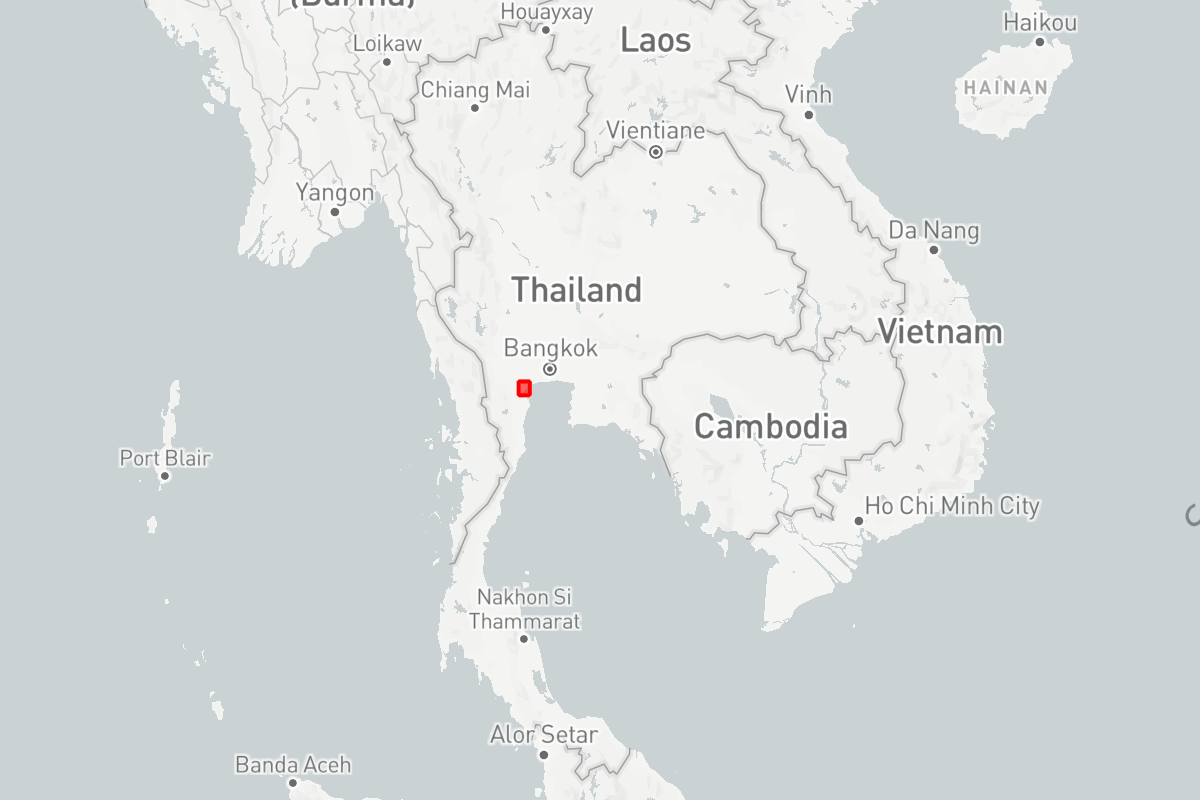 (Burma)
Houayxay
Haikou
Loikaw
Laos
Chiang Mai
Vinh
HAINAN
Vientiane
Yangon
Da Nang
Thailand
Vietnam
Bangkok
Cambodia
Port Blair
Ho Chi Minh City
Nakhon Si
Thammarat
Alor Setar
Banda Aceh